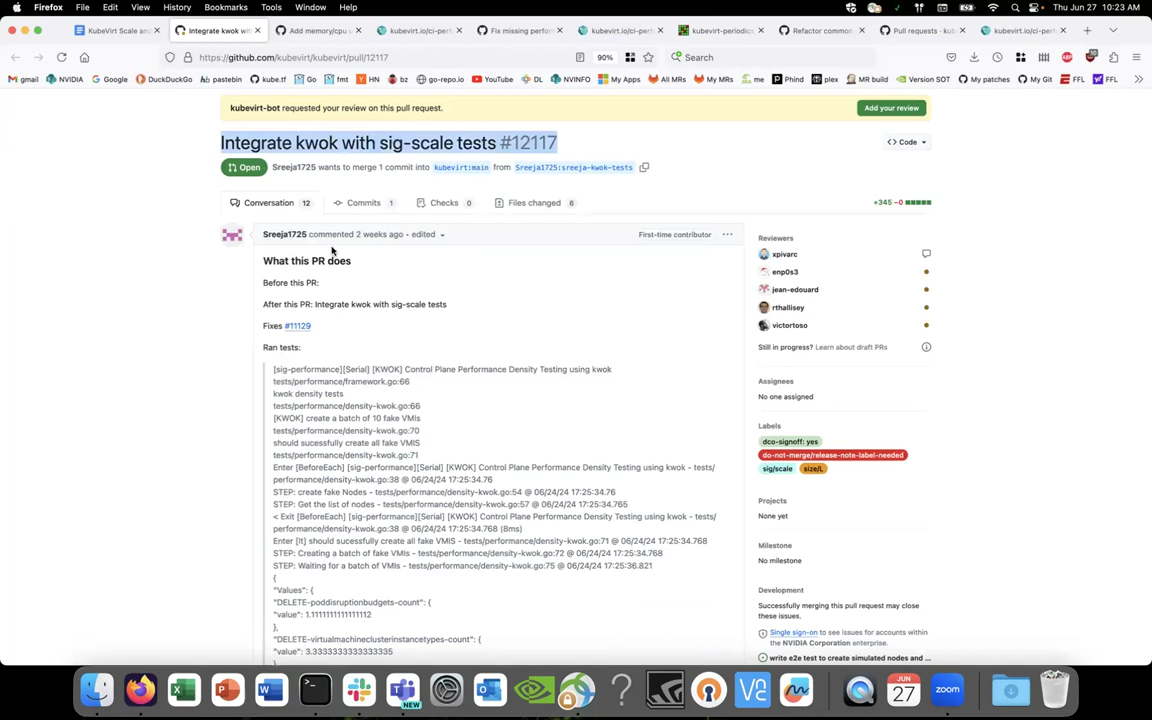 Firefox File Edit View History Bookmarks Tools Window Help Thu Jun 27 10:23 AM
KubeVirt Scale and Integrate kwok with Add memory/cpu u kubevirt.io/ci-perf Fix missing perform kubevirt.io/ci-perf kubevirt-periodics Refactor common Pull requests · kub kubevirt.io/ci-perf
https://github.com/kubevirt/kubevirt/pull/12117 90% Search
gmail NVIDIA Google DuckDuckGo pastebin kube.tf Go fmt HN bz go-repo.io YouTube DL NVINFO My Apps All MRs My MRs me Phind plex MR build Version SOT My patches My Git FFL FFL
kubevirt-bot requested your review on this pull request. Add your review
Integrate kwok with sig-scale tests #12117 <> Code
Open Sreeja1725 wants to merge 1 commit into kubevirt:main from Sreeja1725:sreeja-kwok-tests
Conversation 12 Commits 1 Checks 0 Files changed 6 +345 −0
Sreeja1725 commented 2 weeks ago · edited First-time contributor
What this PR does
Before this PR:
After this PR: Integrate kwok with sig-scale tests
Fixes #11129
Ran tests:
[sig-performance][Serial] [KWOK] Control Plane Performance Density Testing using kwok
tests/performance/framework.go:66
kwok density tests
tests/performance/density-kwok.go:66
[KWOK] create a batch of 10 fake VMIs
tests/performance/density-kwok.go:70
should sucessfully create all fake VMIS
tests/performance/density-kwok.go:71
Enter [BeforeEach] [sig-performance][Serial] [KWOK] Control Plane Performance Density Testing using kwok - tests/
performance/density-kwok.go:38 @ 06/24/24 17:25:34.76
STEP: create fake Nodes - tests/performance/density-kwok.go:54 @ 06/24/24 17:25:34.76
STEP: Get the list of nodes - tests/performance/density-kwok.go:57 @ 06/24/24 17:25:34.765
< Exit [BeforeEach] [sig-performance][Serial] [KWOK] Control Plane Performance Density Testing using kwok - tests/
performance/density-kwok.go:38 @ 06/24/24 17:25:34.768 (8ms)
Enter [It] should sucessfully create all fake VMIS - tests/performance/density-kwok.go:71 @ 06/24/24 17:25:34.768
STEP: Creating a batch of fake VMIs - tests/performance/density-kwok.go:72 @ 06/24/24 17:25:34.768
STEP: Waiting for a batch of VMIs - tests/performance/density-kwok.go:75 @ 06/24/24 17:25:36.821
{
"Values": {
"DELETE-poddisruptionbudgets-count": {
"value": 1.1111111111111112
},
"DELETE-virtualmachineclusterinstancetypes-count": {
"value": 3.3333333333333335
}
Reviewers
xpivarc
enp0s3
jean-edouard
rthallisey
victortoso
Still in progress? Learn about draft PRs
Assignees
No one assigned
Labels
dco-signoff: yes
do-not-merge/release-note-label-needed
sig/scale size/L
Projects
None yet
Milestone
No milestone
Development
Successfully merging this pull request may close
these issues.
Single sign-on to see issues for accounts within
the NVIDIA Corporation enterprise.
write e2e test to create simulated nodes and ...
NEW
JUN
27
zoom